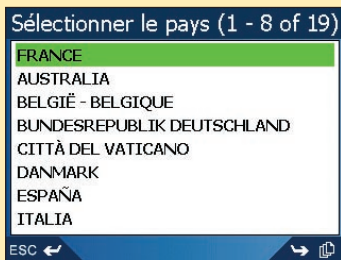 Sélectionner le pays (1 - 8 of 19)
FRANCE
AUSTRALIA
BELGIË - BELGIQUE
BUNDESREPUBLIK DEUTSCHLAND
CITTÀ DEL VATICANO
DANMARK
ESPAÑA
ITALIA
ESC